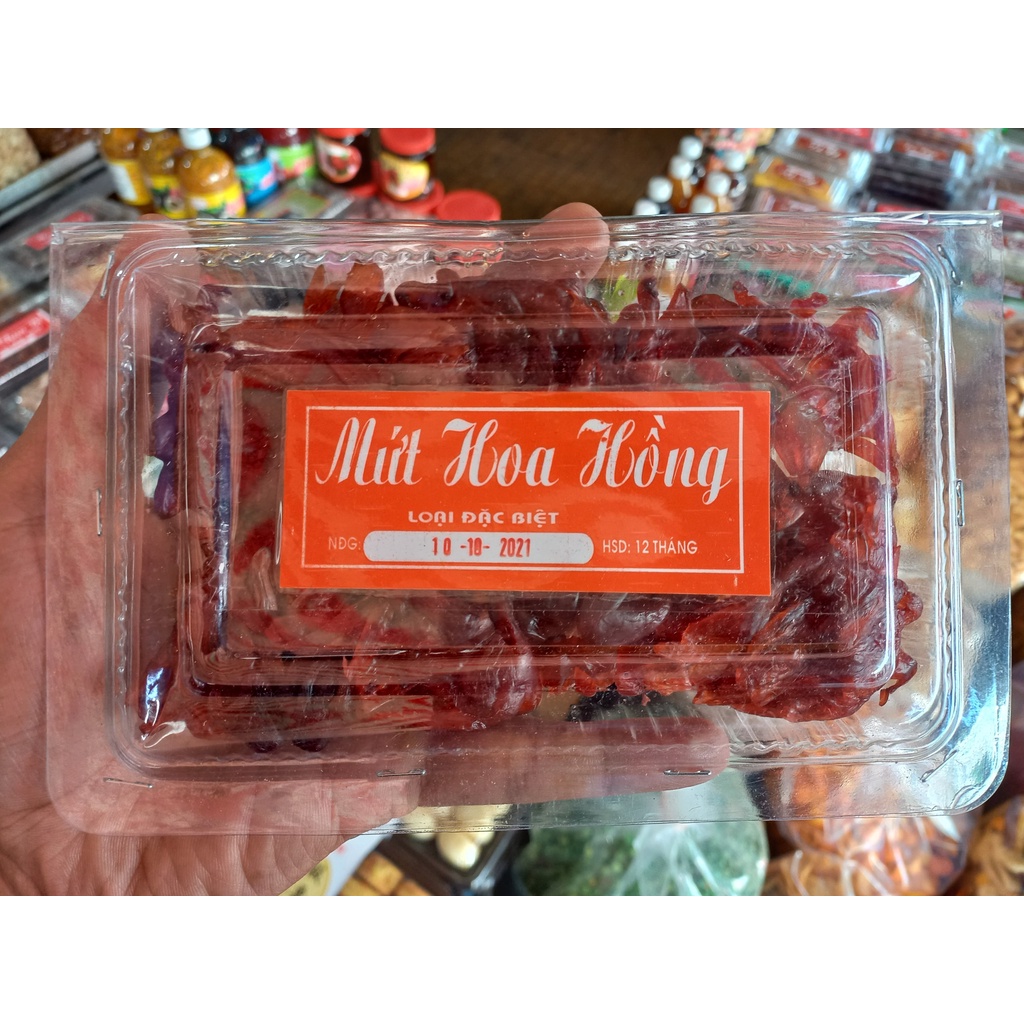 Mứt Hoa Hồng
LOẠI ĐẶC BIỆT
NĐG: 10 -10- 2021 HSD: 12 THÁNG